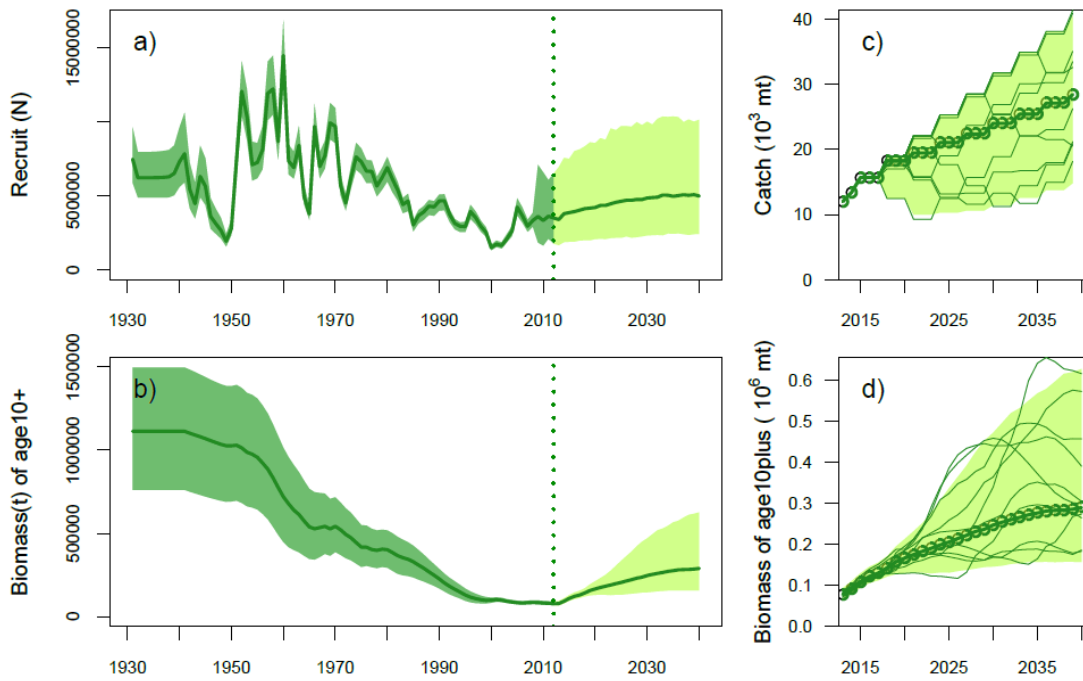 a)
Recruit (N)
15000000
5000000
0
1930 1950 1970 1990 2010 2030
c)
Catch (10³ mt)
40
30
20
10
0
2015 2025 2035
b)
Biomass(t) of age10+
1500000
1000000
500000
0
1930 1950 1970 1990 2010 2030
d)
Biomass of age10plus ( 10⁶ mt)
0.6
0.5
0.4
0.3
0.2
0.1
0.0
2015 2025 2035